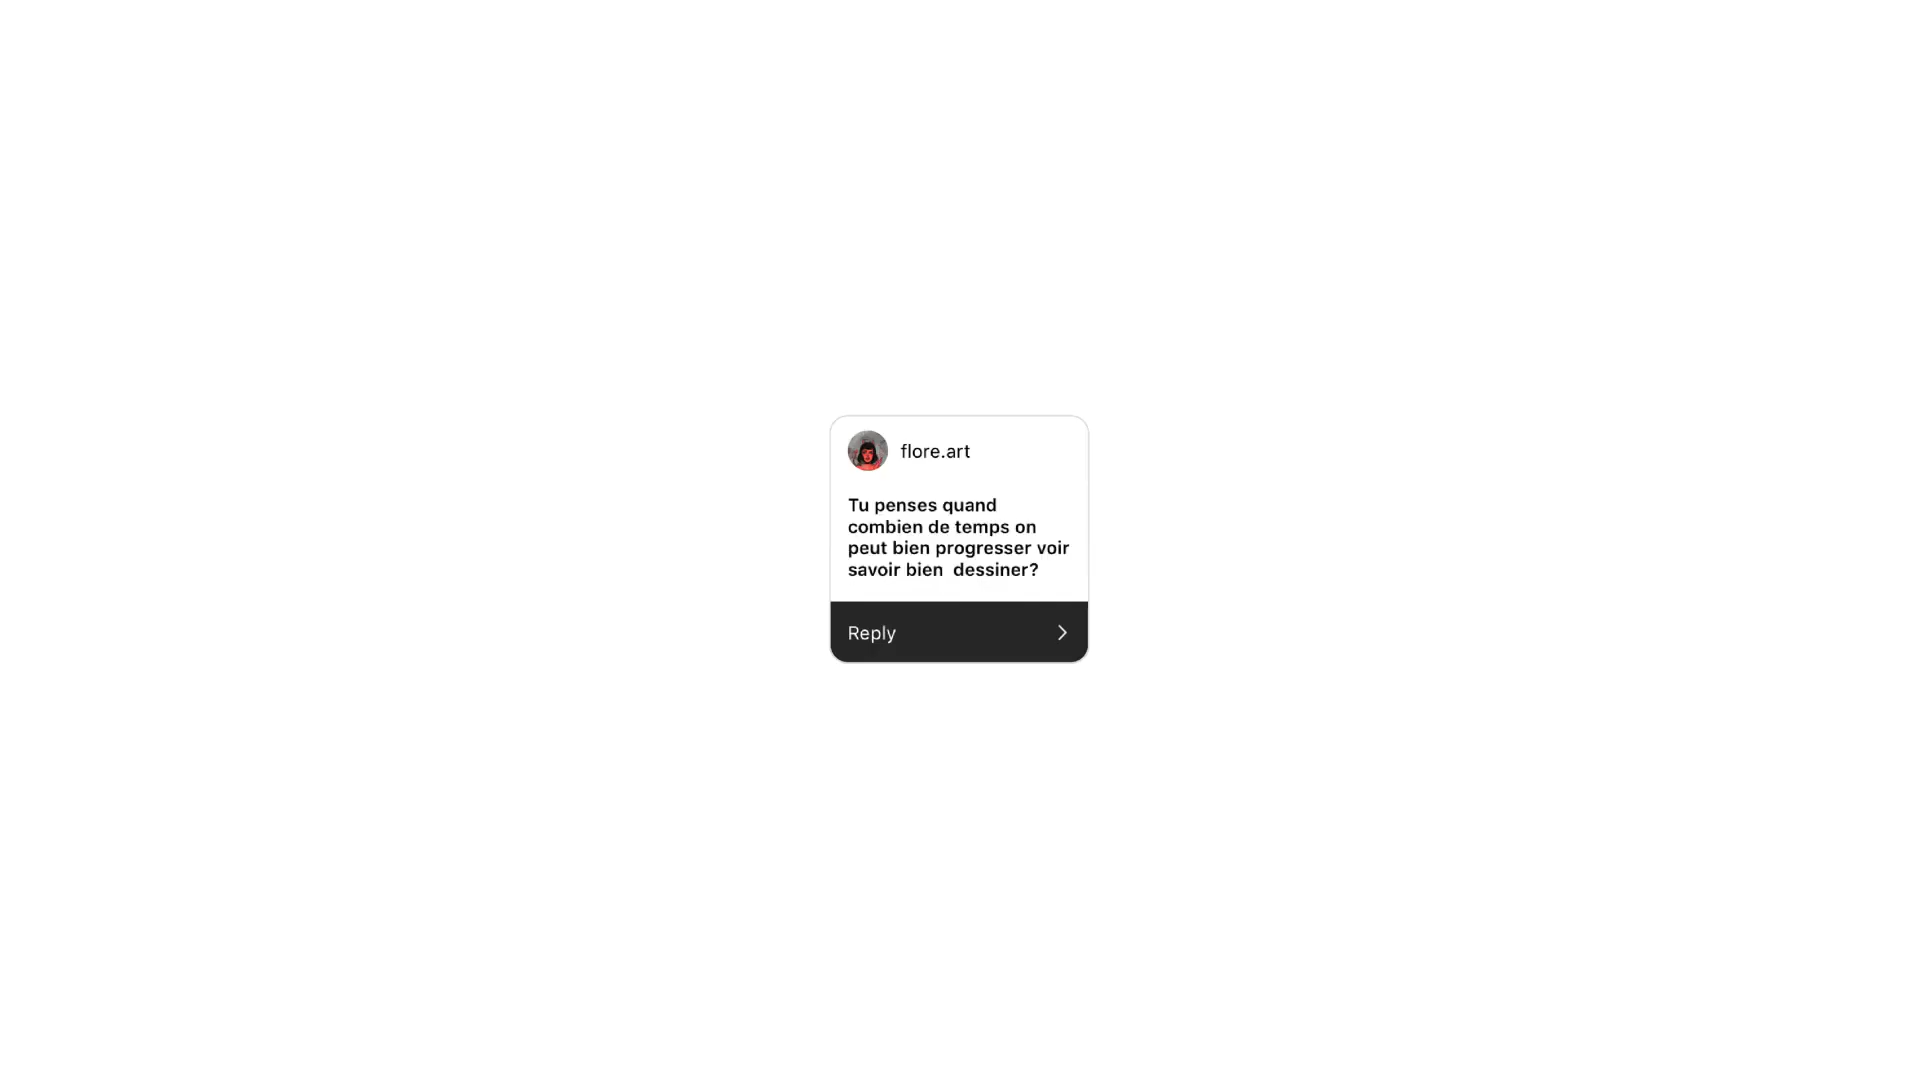 flore.art
Tu penses quand
combien de temps on
peut bien progresser voir
savoir bien  dessiner?
Reply